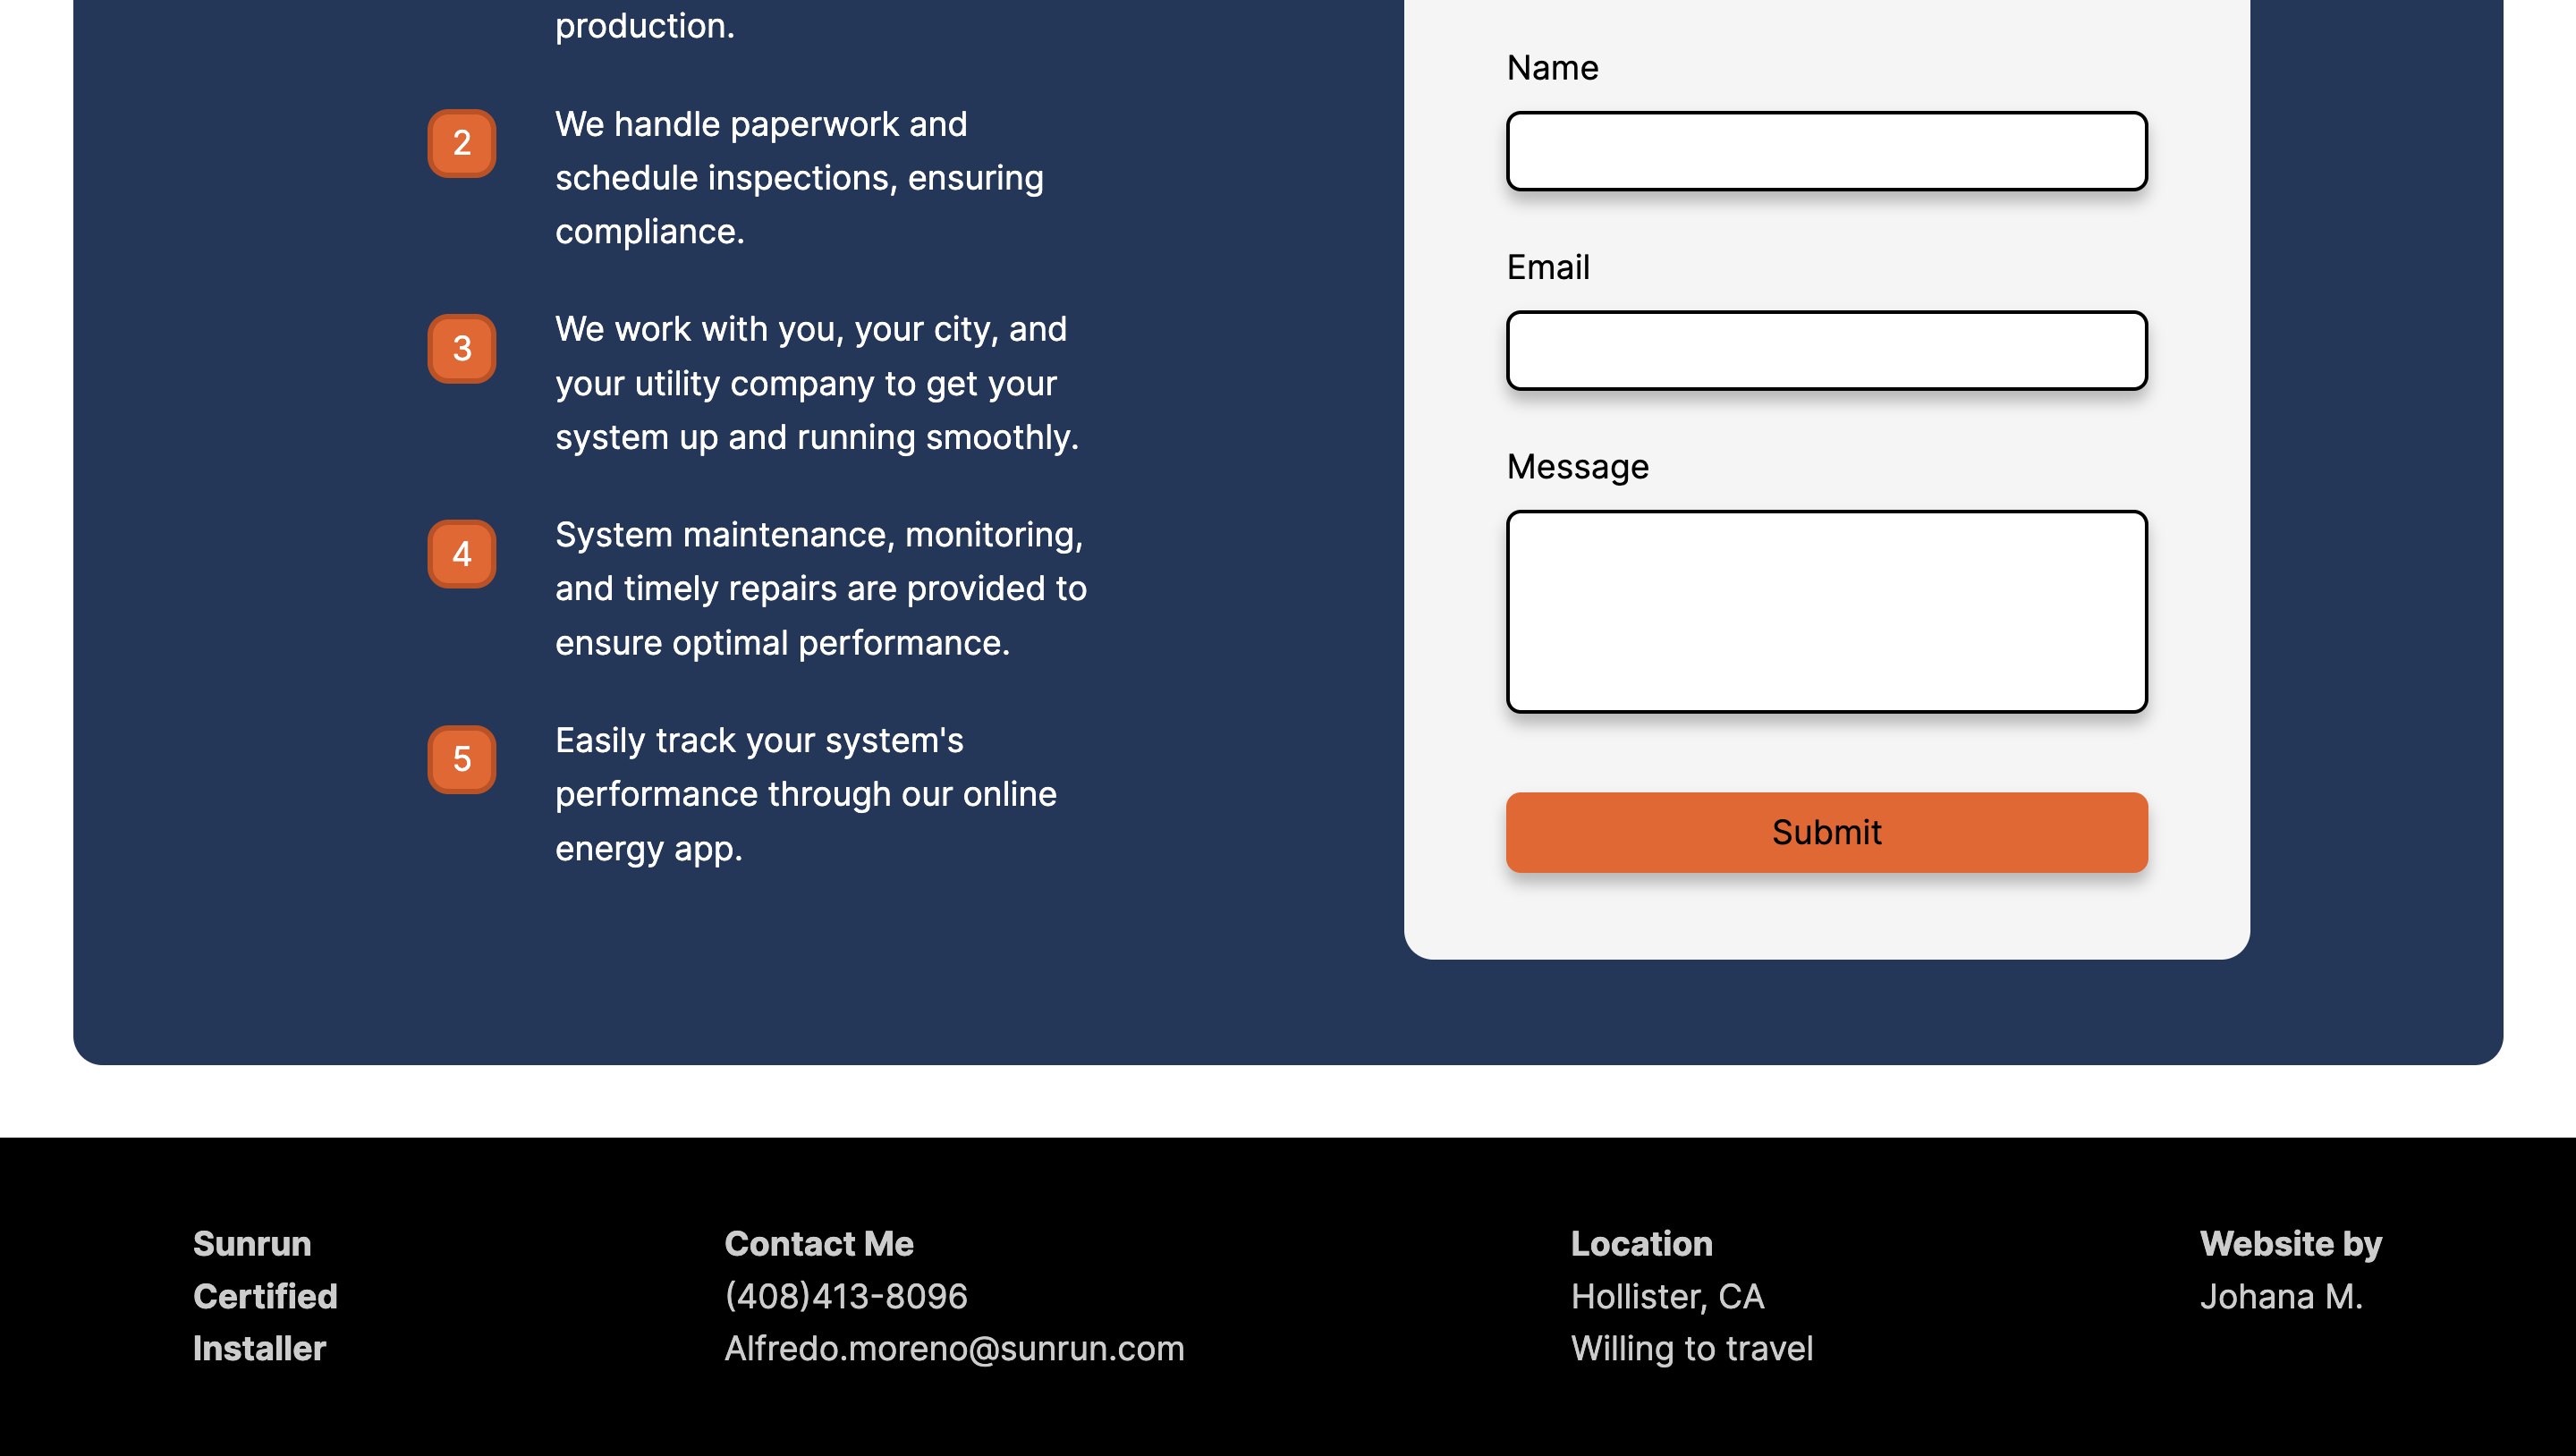 production.
2
We handle paperwork and
schedule inspections, ensuring
compliance.
3
We work with you, your city, and
your utility company to get your
system up and running smoothly.
4
System maintenance, monitoring,
and timely repairs are provided to
ensure optimal performance.
5
Easily track your system's
performance through our online
energy app.
Name
Email
Message
Submit
Sunrun
Certified
Installer
Contact Me
(408)413-8096
Alfredo.moreno@sunrun.com
Location
Hollister, CA
Willing to travel
Website by
Johana M.